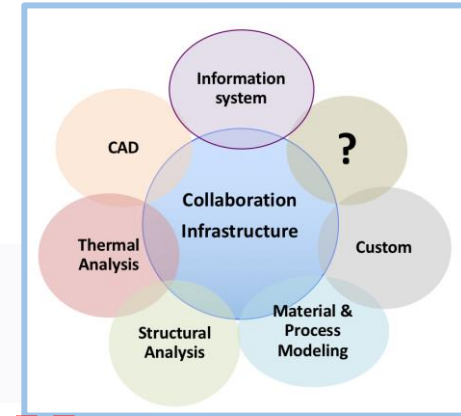 Information
system
CAD
?
Collaboration
Infrastructure
Thermal
Analysis
Custom
Structural
Analysis
Material &
Process
Modeling